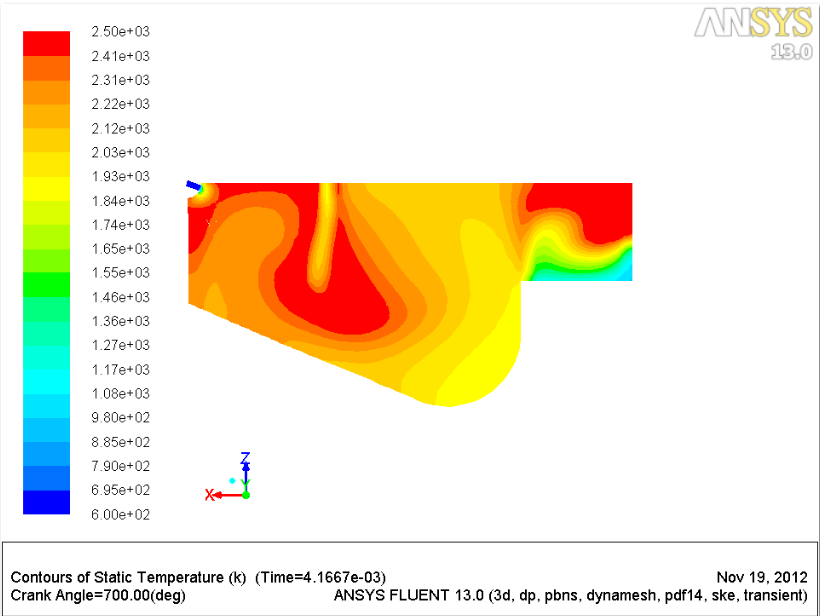 ANSYS
13.0
2.50e+03
2.41e+03
2.31e+03
2.22e+03
2.12e+03
2.03e+03
1.93e+03
1.84e+03
1.74e+03
1.65e+03
1.55e+03
1.46e+03
1.36e+03
1.27e+03
1.17e+03
1.08e+03
9.80e+02
8.85e+02
7.90e+02
6.95e+02
6.00e+02
Z
Y
X
Contours of Static Temperature (k) (Time=4.1667e-03)
Crank Angle=700.00(deg)
Nov 19, 2012
ANSYS FLUENT 13.0 (3d, dp, pbns, dynamesh, pdf14, ske, transient)